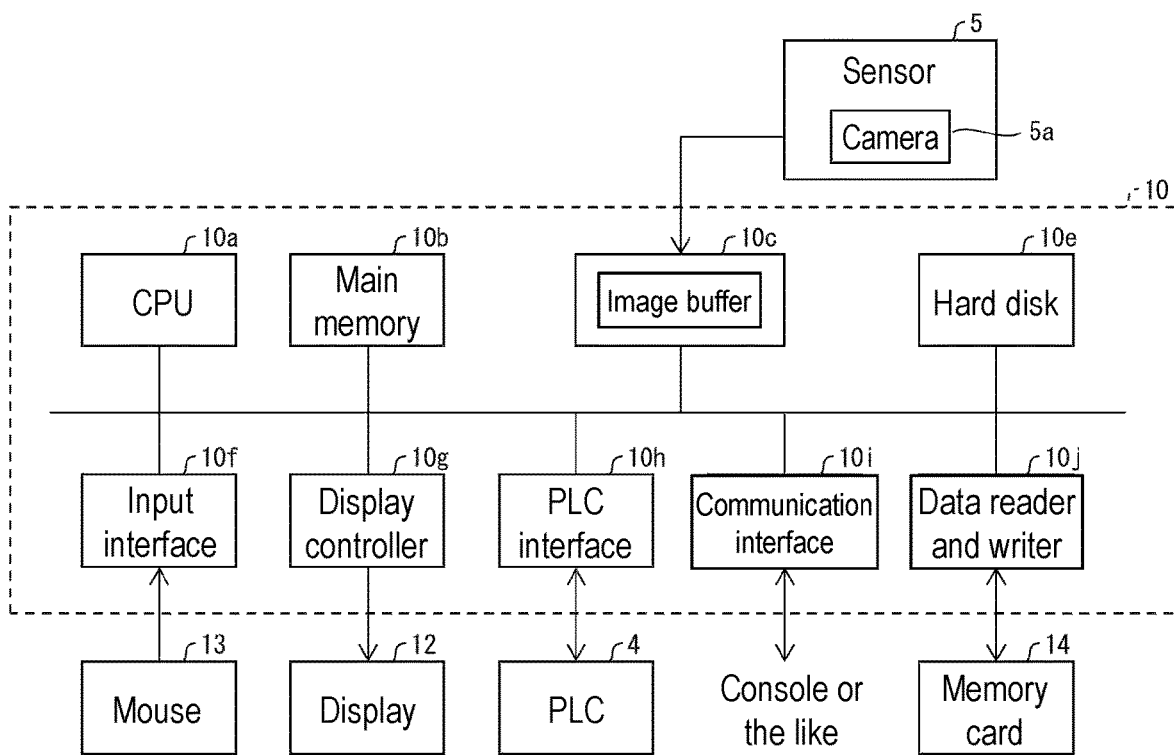 5
Sensor
Camera
5a
10
10a
10b
10c
10e
CPU
Main
memory
Image buffer
Hard disk
10f
10g
10h
10i
10j
Input
interface
Display
controller
PLC
interface
Communication
interface
Data reader
and writer
13
12
4
14
Mouse
Display
PLC
Console or
the like
Memory
card